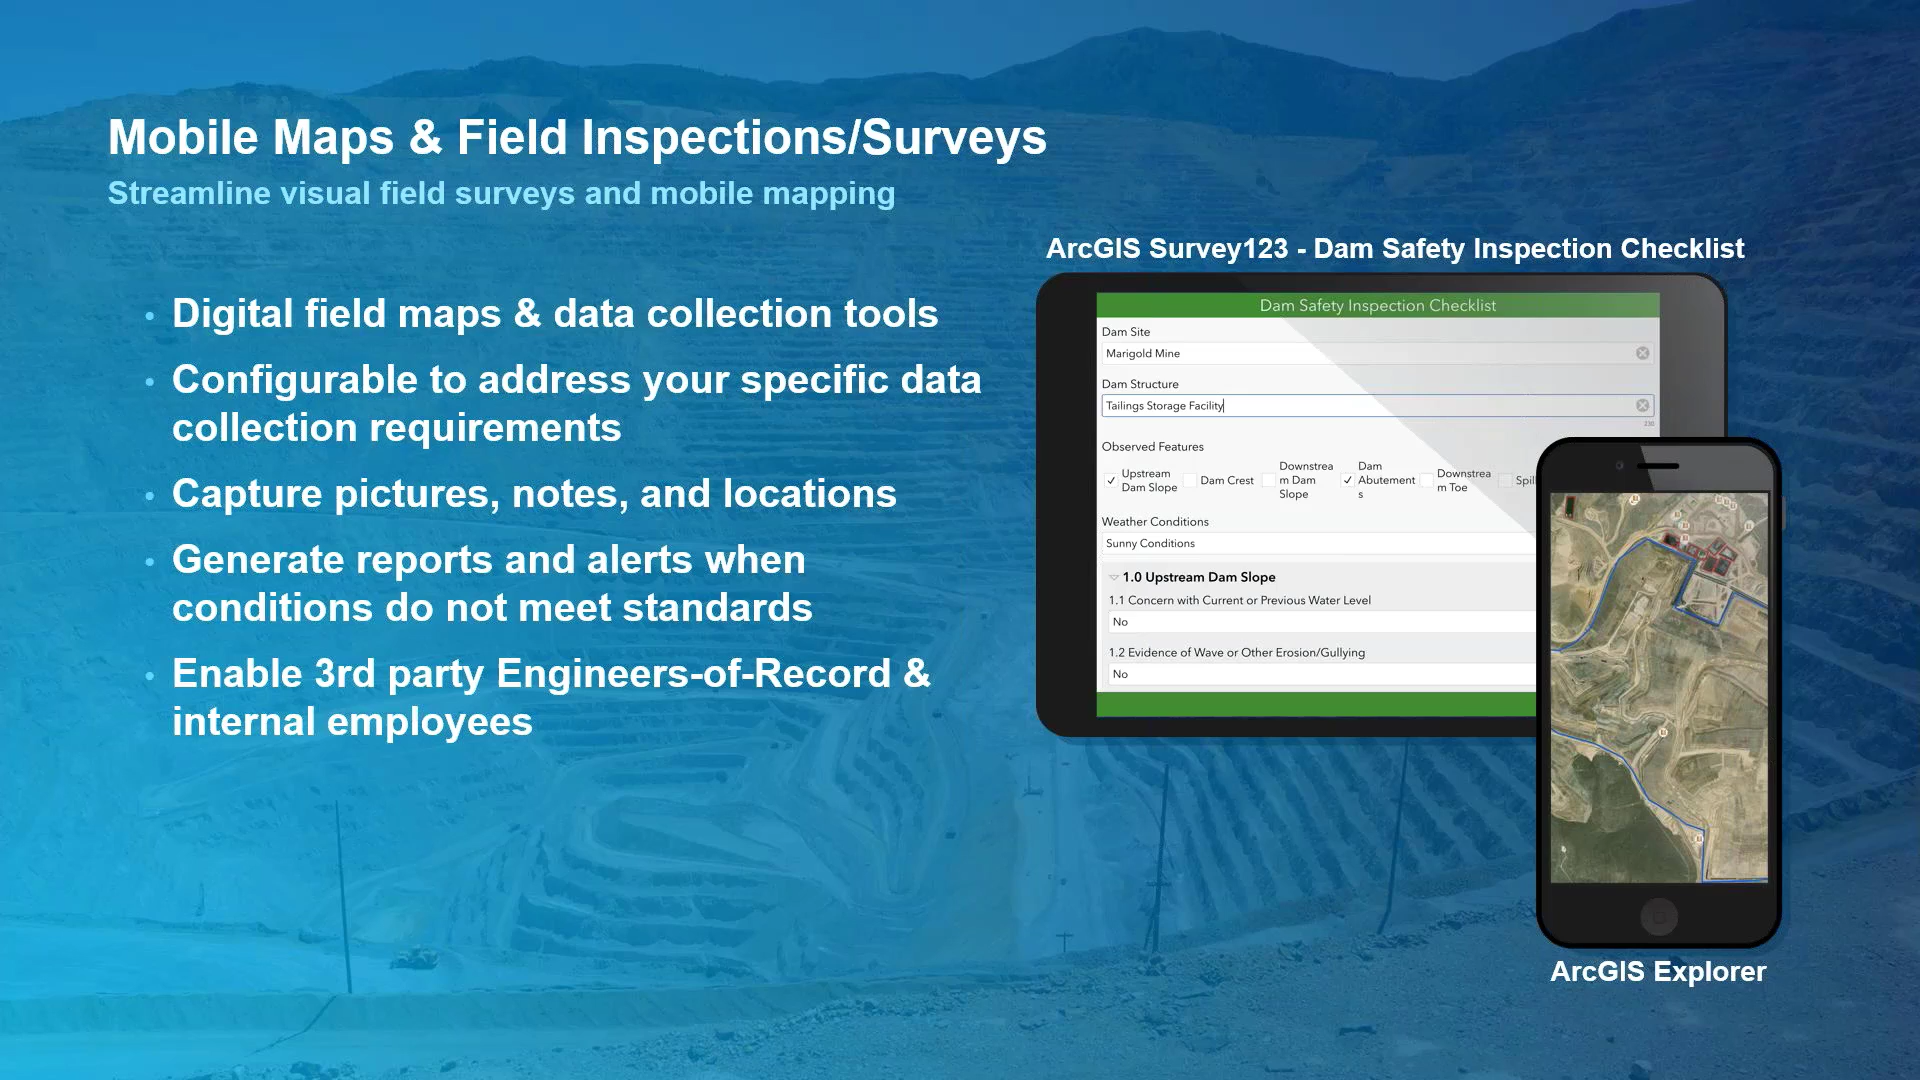 Mobile Maps & Field Inspections/Surveys
Streamline visual field surveys and mobile mapping
• Digital field maps & data collection tools
• Configurable to address your specific data
collection requirements
• Capture pictures, notes, and locations
• Generate reports and alerts when
conditions do not meet standards
• Enable 3rd party Engineers-of-Record &
internal employees
ArcGIS Survey123 - Dam Safety Inspection Checklist
Dam Safety Inspection Checklist
Dam Site
Marigold Mine
Dam Structure
Tailings Storage Facility
230
Observed Features
Upstream
Dam Slope
Dam Crest
Downstrea
m Dam
Slope
Dam
Abutement
s
Downstrea
m Toe
Spill
Weather Conditions
Sunny Conditions
1.0 Upstream Dam Slope
1.1 Concern with Current or Previous Water Level
No
1.2 Evidence of Wave or Other Erosion/Gullying
No
ArcGIS Explorer